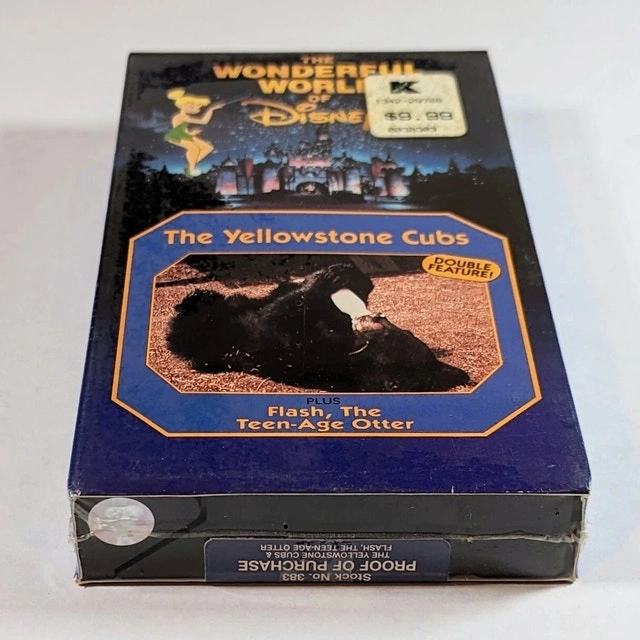 THE
WONDERFUL
WORLD
OF
Disney
K
$9.99
The Yellowstone Cubs
DOUBLE
FEATURE!
PLUS
Flash, The
Teen-Age Otter
Stock No. 383
PROOF OF PURCHASE
THE YELLOWSTONE CUBS &
FLASH, THE TEEN-AGE OTTER